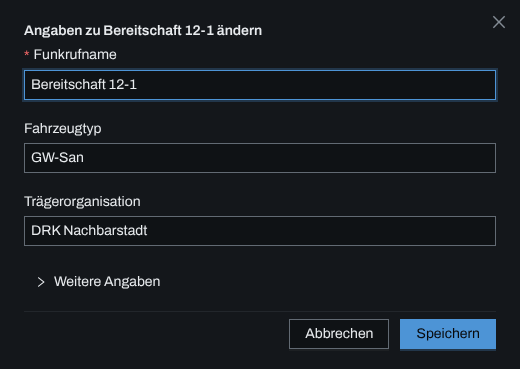 Angaben zu Bereitschaft 12-1 ändern
* Funkrufname
Bereitschaft 12-1
Fahrzeugtyp
GW-San
Trägerorganisation
DRK Nachbarstadt
Weitere Angaben
Abbrechen Speichern